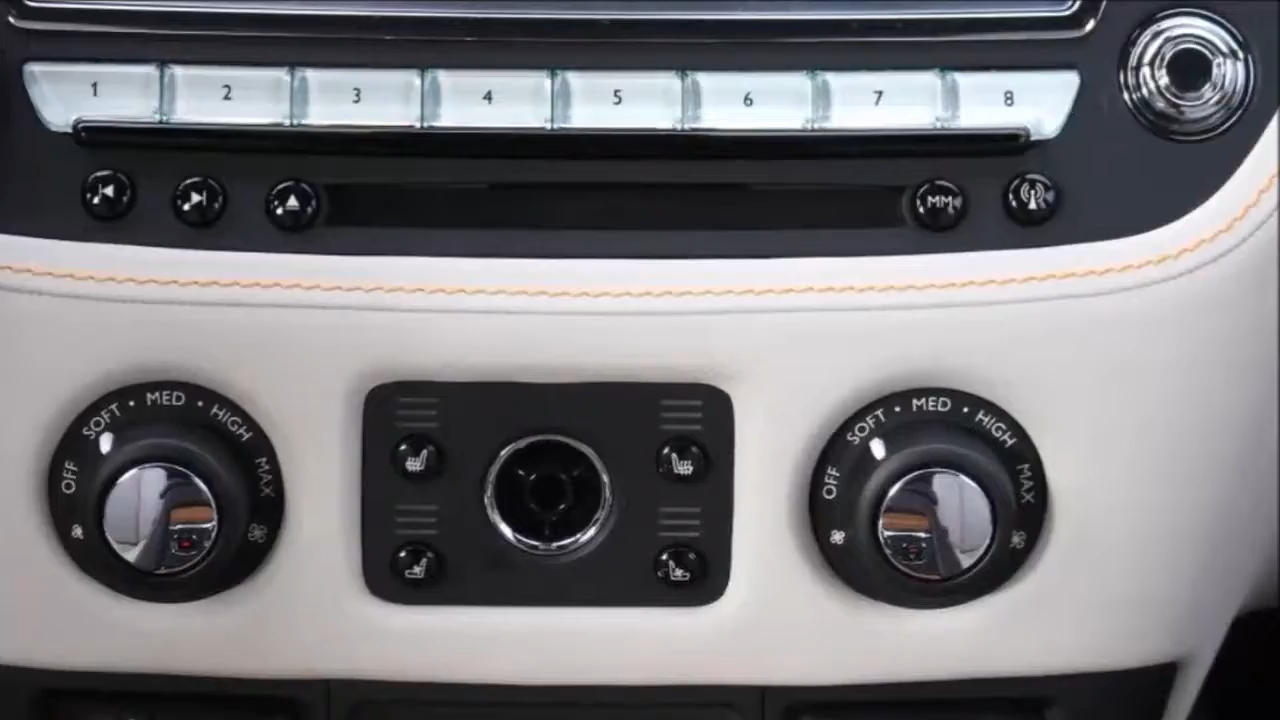 1 2 3 4 5 6 7 8
MM
OFF SOFT • MED • HIGH MAX
OFF SOFT • MED • HIGH MAX